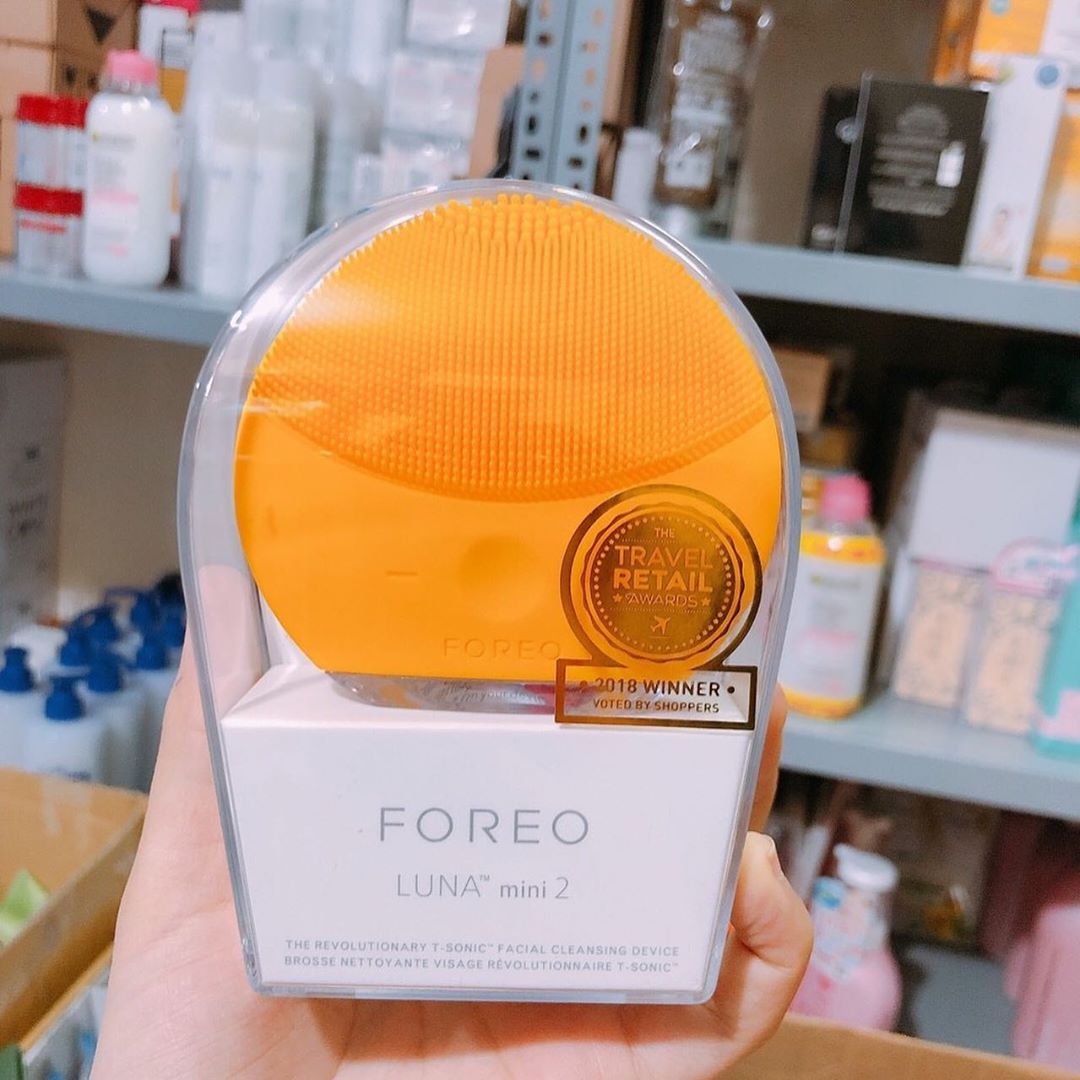 FOREO
THE
TRAVEL
RETAIL
AWARDS
2018 WINNER
VOTED BY SHOPPERS
FOREO
LUNA™ mini 2
THE REVOLUTIONARY T-SONIC™ FACIAL CLEANSING DEVICE
BROSSE NETTOYANTE VISAGE RÉVOLUTIONNAIRE T-SONIC™